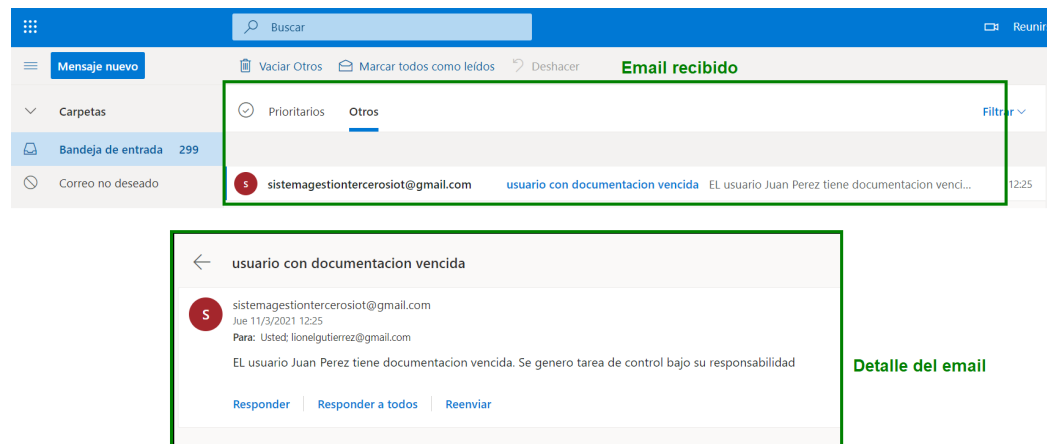 Buscar
Reunir
Mensaje nuevo
Vaciar Otros Marcar todos como leídos Deshacer Email recibido
Carpetas Prioritarios Otros Filtrar
Bandeja de entrada 299
Correo no deseado
S sistemagestiontercerosiot@gmail.com usuario con documentacion vencida EL usuario Juan Perez tiene documentacion venci... 12:25
usuario con documentacion vencida
S sistemagestiontercerosiot@gmail.com
Jue 11/3/2021 12:25
Para: Usted; lionelgutierrez@gmail.com
EL usuario Juan Perez tiene documentacion vencida. Se genero tarea de control bajo su responsabilidad
Detalle del email
Responder Responder a todos Reenviar